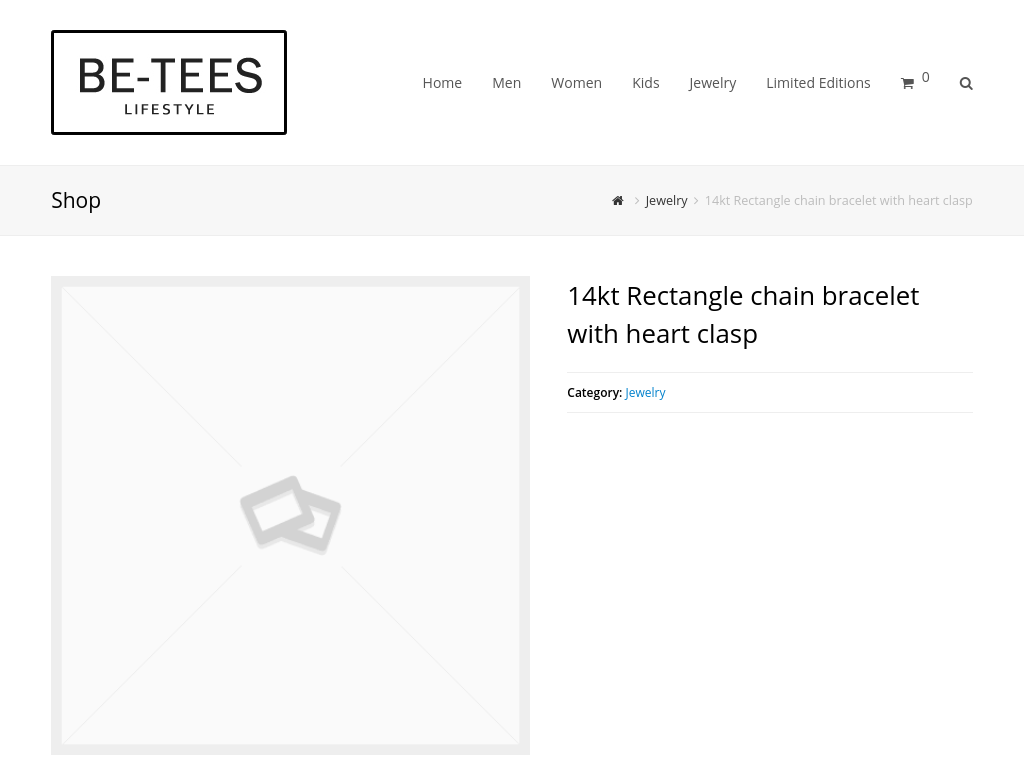 BE-TEES
LIFESTYLE
Home Men Women Kids Jewelry Limited Editions 0
Shop
Jewelry 14kt Rectangle chain bracelet with heart clasp
14kt Rectangle chain bracelet
with heart clasp
Category: Jewelry